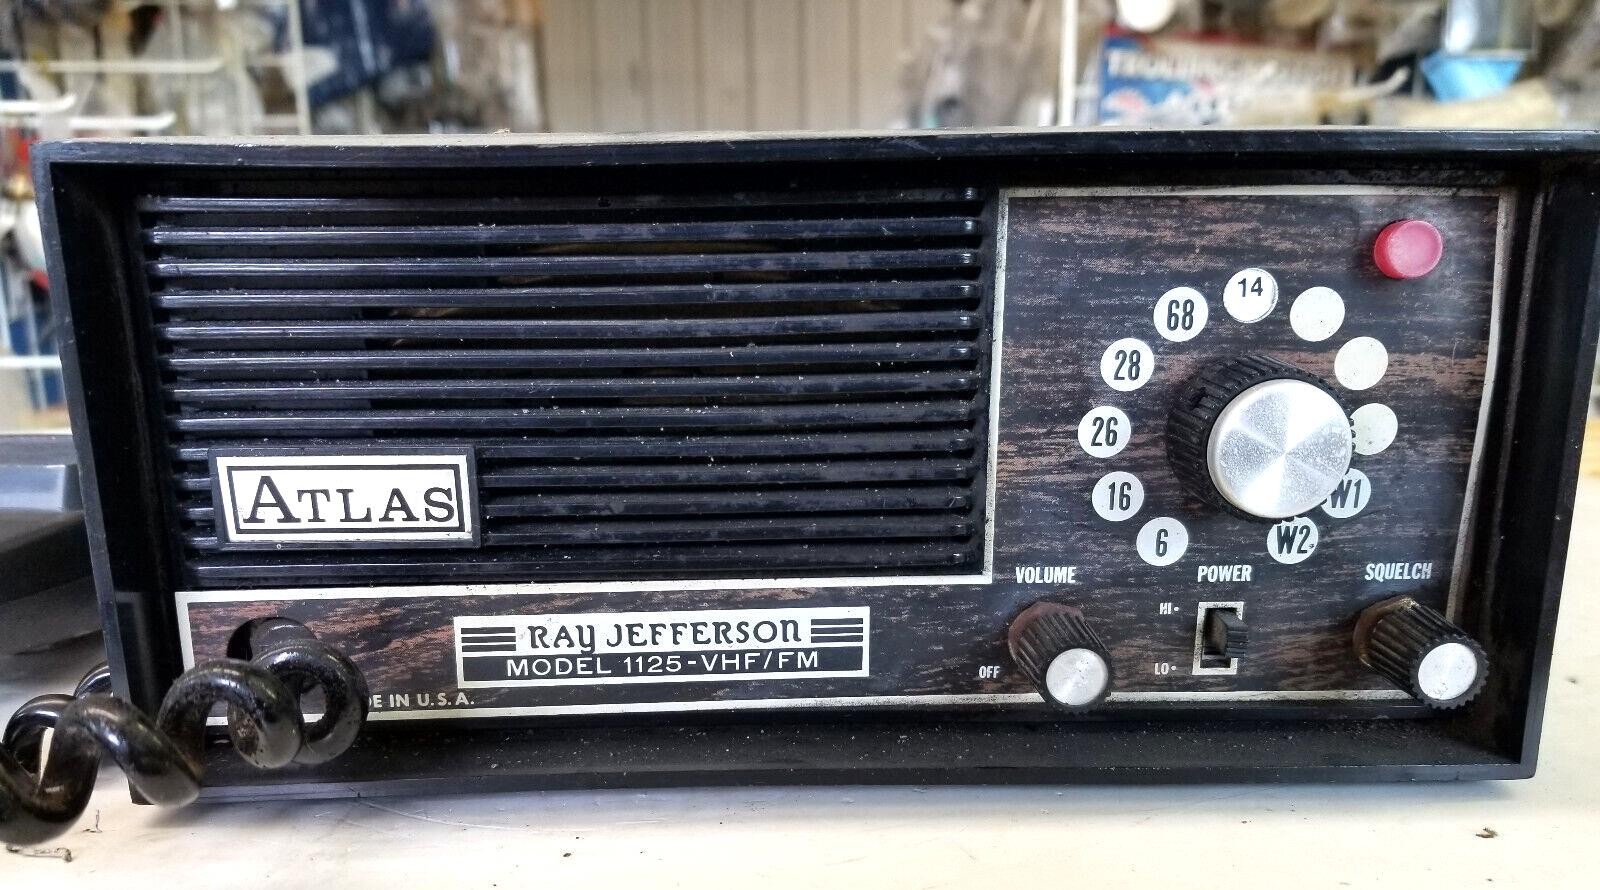 14
68
28
26
16
6
W1
W2
ATLAS
VOLUME
POWER
SQUELCH
HI
LO
OFF
RAY JEFFERSON
MODEL 1125-VHF/FM
E IN U.S.A.